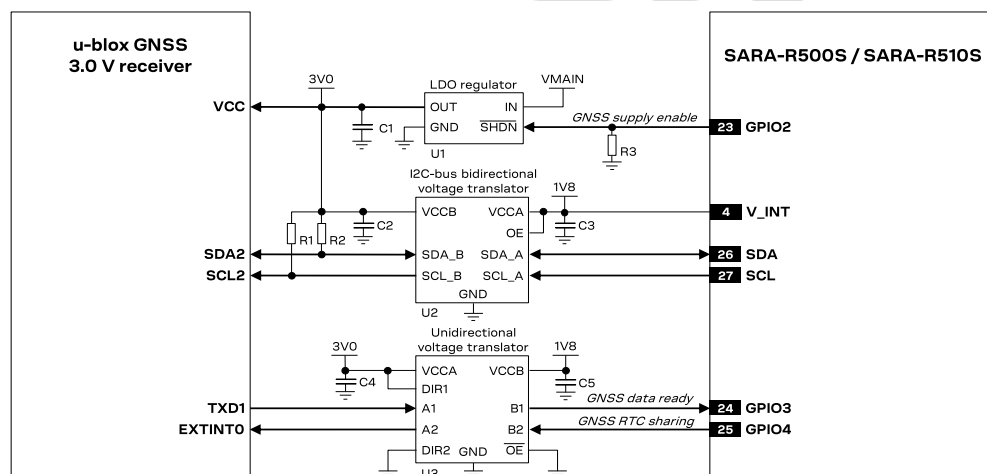 u-blox GNSS
3.0 V receiver
SARA-R500S / SARA-R510S
3V0
LDO regulator
VMAIN
VCC
OUT
IN
C1
GND
SHDN
GNSS supply enable
23 GPIO2
U1
R3
I2C-bus bidirectional
voltage translator
1V8
VCCB
VCCA
4 V_INT
C2
C3
OE
R1
R2
SDA2
SDA_B
SDA_A
26 SDA
SCL2
SCL_B
SCL_A
27 SCL
GND
U2
Unidirectional
voltage translator
3V0
1V8
VCCA
VCCB
C4
C5
DIR1
GNSS data ready
TXD1
A1
B1
24 GPIO3
GNSS RTC sharing
EXTINT0
A2
B2
25 GPIO4
DIR2
GND
OE
U3